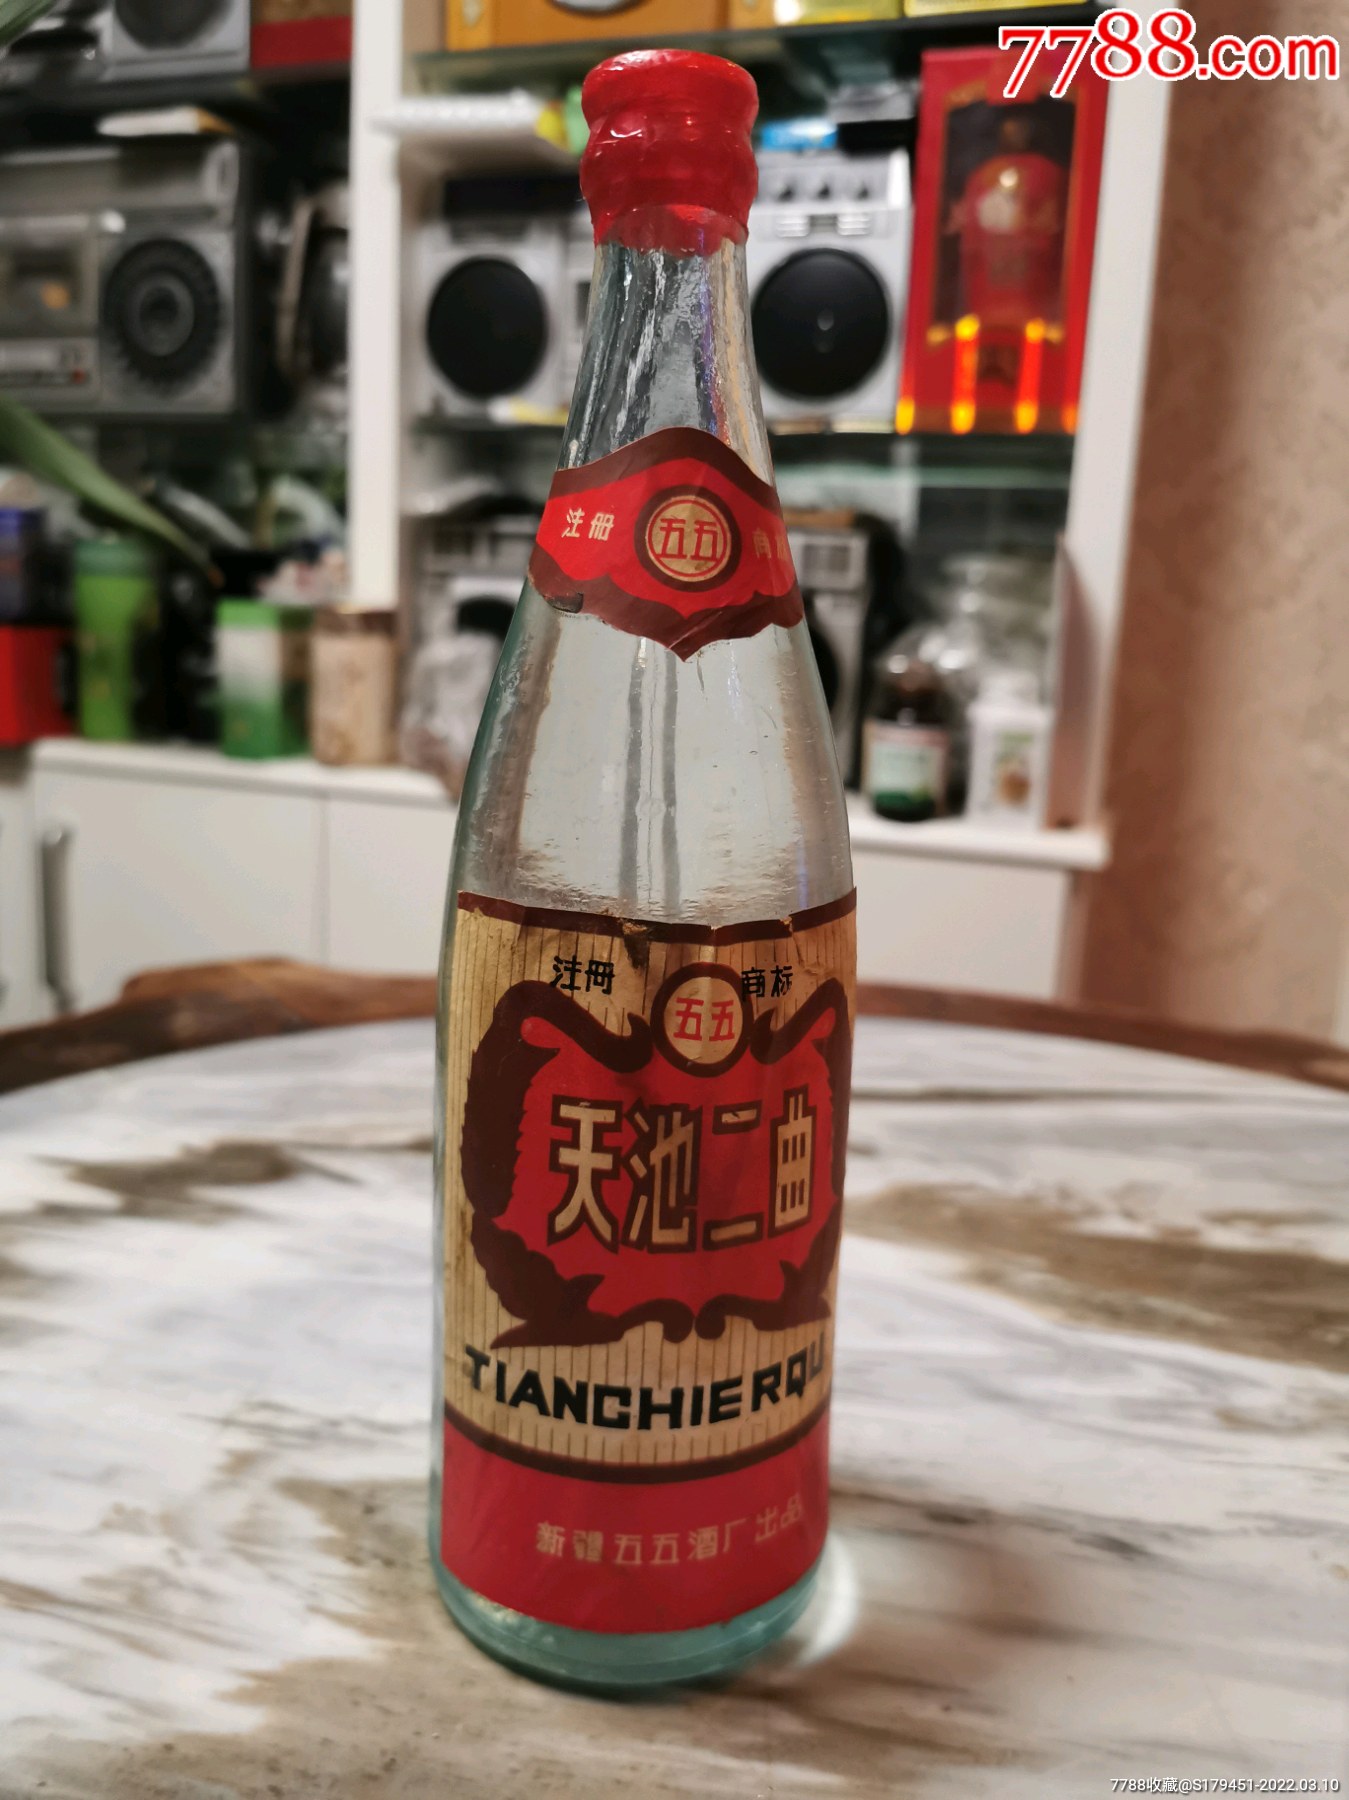 7788.com
注册 五五 商标
注册 五五 商标
天池二曲
TIANCHIERQU
新疆五五酒厂出品
7788收藏@S179451-2022.03.10